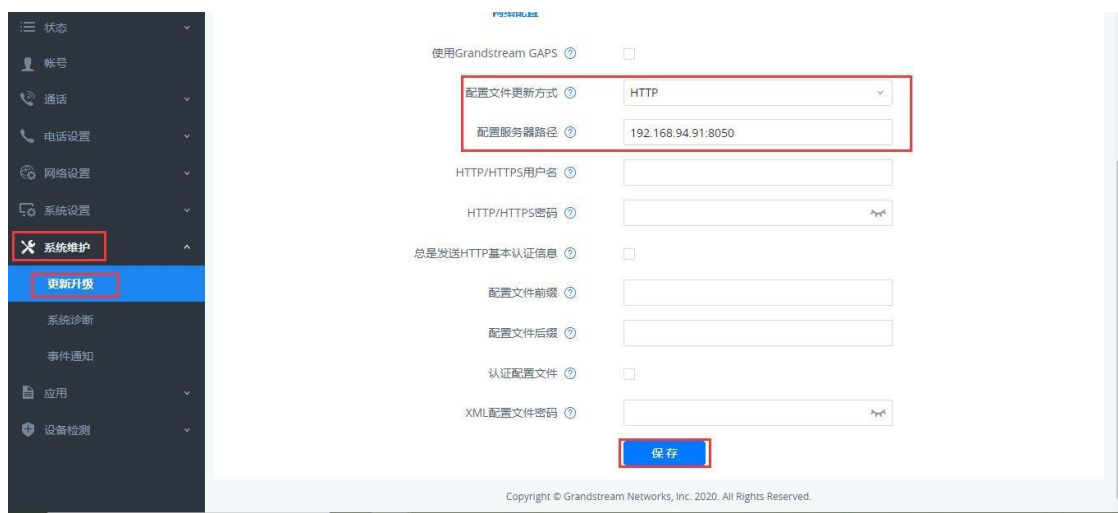 状态
帐号
通话
电话设置
网络设置
系统设置
系统维护
更新升级
系统诊断
事件通知
应用
设备检测
网络配置
使用Grandstream GAPS
配置文件更新方式 HTTP
配置服务器路径 192.168.94.91:8050
HTTP/HTTPS用户名
HTTP/HTTPS密码
总是发送HTTP基本认证信息
配置文件前缀
配置文件后缀
认证配置文件
XML配置文件密码
保存
Copyright © Grandstream Networks, Inc. 2020. All Rights Reserved.